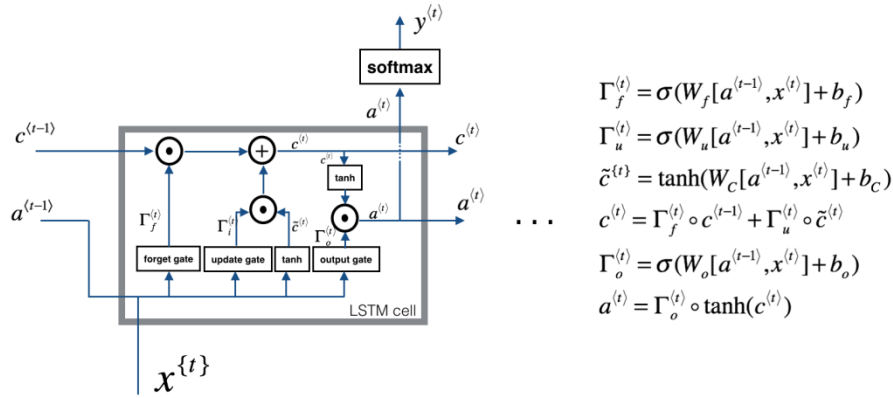 y⟨t⟩
softmax
a⟨t⟩
c⟨t-1⟩
c⟨t⟩
c⟨t⟩
c⟨t⟩
tanh
a⟨t-1⟩
Γf⟨t⟩
Γi⟨t⟩
c̃⟨t⟩
Γo⟨t⟩
a⟨t⟩
a⟨t⟩
forget gate
update gate
tanh
output gate
LSTM cell
x{t}
. . .
Γf⟨t⟩ = σ(Wf[a⟨t-1⟩, x⟨t⟩] + bf)
Γu⟨t⟩ = σ(Wu[a⟨t-1⟩, x⟨t⟩] + bu)
c̃{t} = tanh(WC[a⟨t-1⟩, x⟨t⟩] + bC)
c⟨t⟩ = Γf⟨t⟩ ∘ c⟨t-1⟩ + Γu⟨t⟩ ∘ c̃⟨t⟩
Γo⟨t⟩ = σ(Wo[a⟨t-1⟩, x⟨t⟩] + bo)
a⟨t⟩ = Γo⟨t⟩ ∘ tanh(c⟨t⟩)